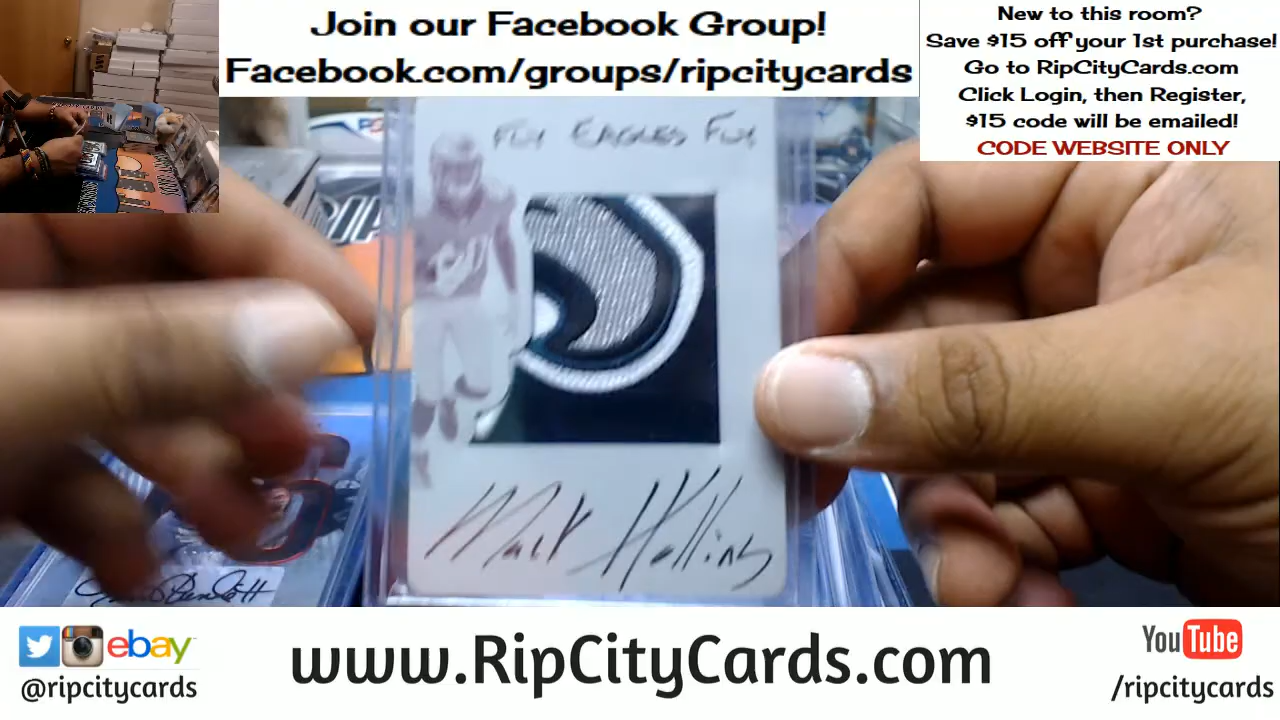 Join our Facebook Group!
Facebook.com/groups/ripcitycards
New to this room?
Save $15 off your 1st purchase!
Go to RipCityCards.com
Click Login, then Register,
$15 code will be emailed!
CODE WEBSITE ONLY
FLY EAGLES FLY
Mack Hollins
ebay
@ripcitycards
www.RipCityCards.com
YouTube
/ripcitycards